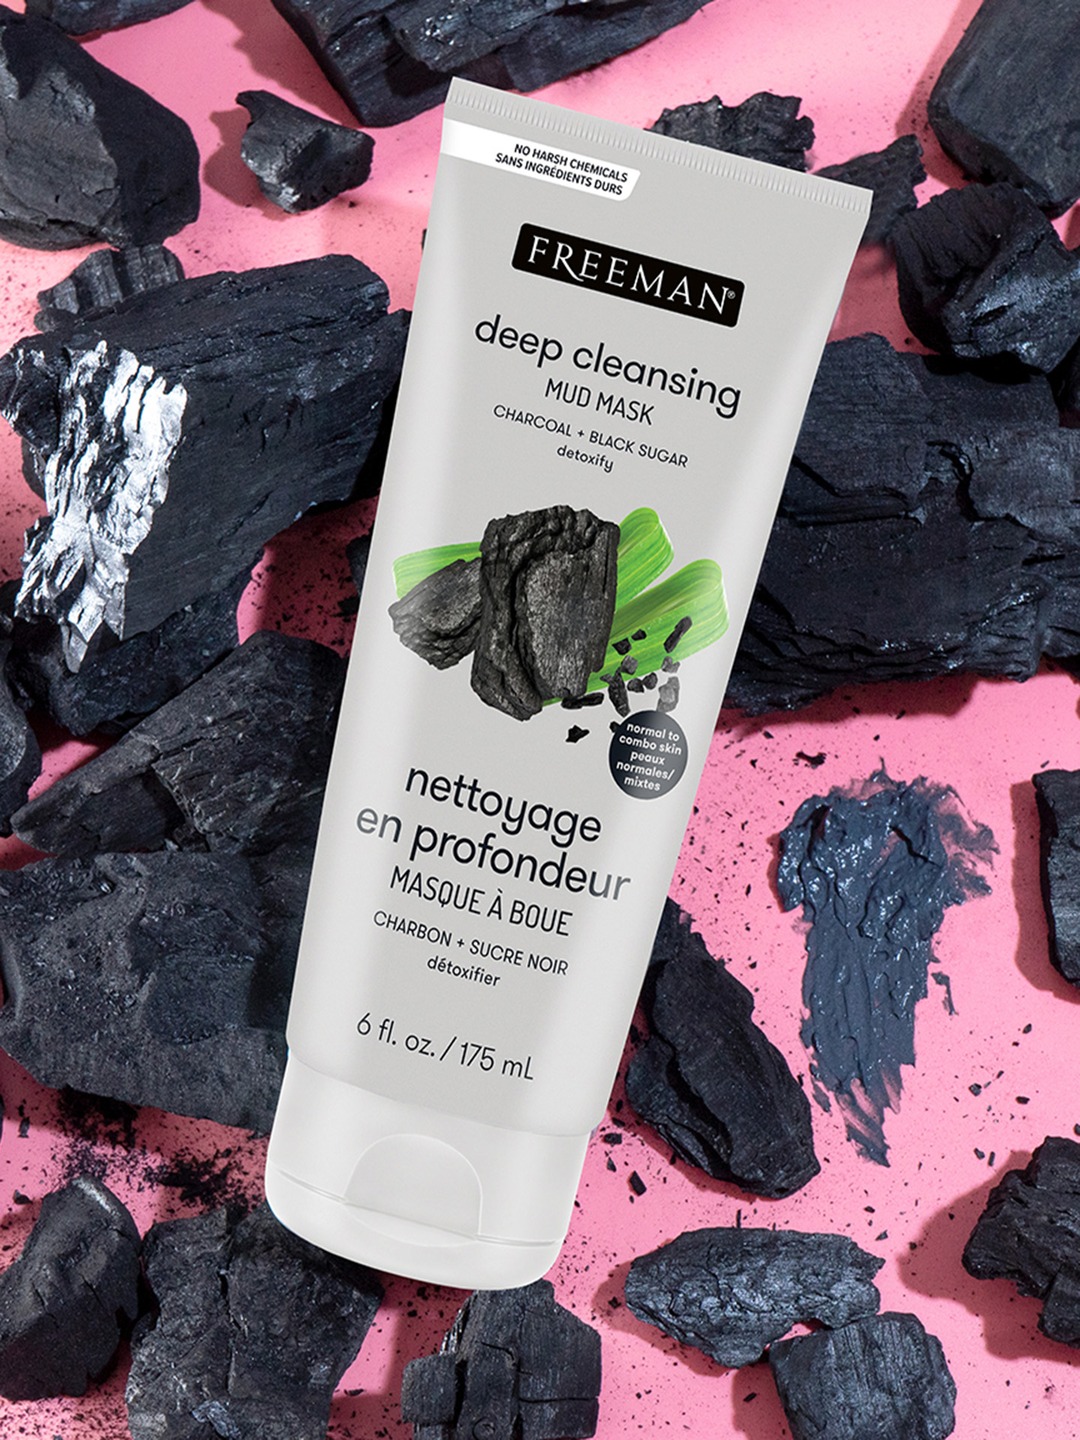 NO HARSH CHEMICALS
SANS INGRÉDIENTS DURS
FREEMAN®
deep cleansing
MUD MASK
CHARCOAL + BLACK SUGAR
detoxify
normal to
combo skin
peaux
normales/
mixtes
nettoyage
en profondeur
MASQUE À BOUE
CHARBON + SUCRE NOIR
détoxifier
6 fl. oz. / 175 mL